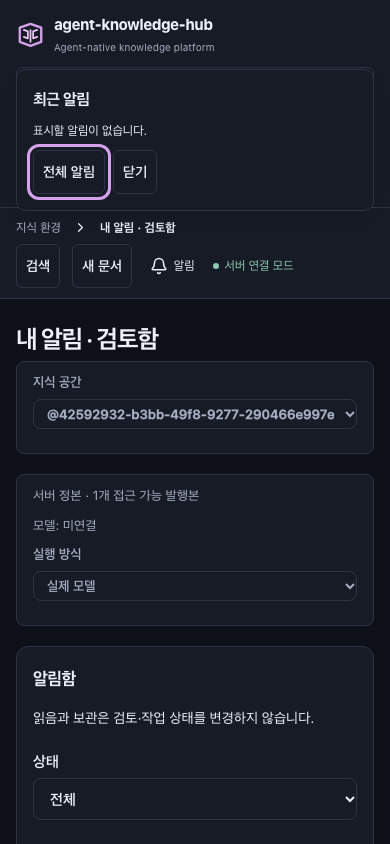 agent-knowledge-hub
Agent-native knowledge platform
최근 알림
표시할 알림이 없습니다.
전체 알림
닫기
지식 환경 > 내 알림 · 검토함
검색
새 문서
알림
서버 연결 모드
내 알림 · 검토함
지식 공간
@42592932-b3bb-49f8-9277-290466e997e
서버 정본 · 1개 접근 가능 발행본
모델: 미연결
실행 방식
실제 모델
알림함
읽음과 보관은 검토·작업 상태를 변경하지 않습니다.
상태
전체